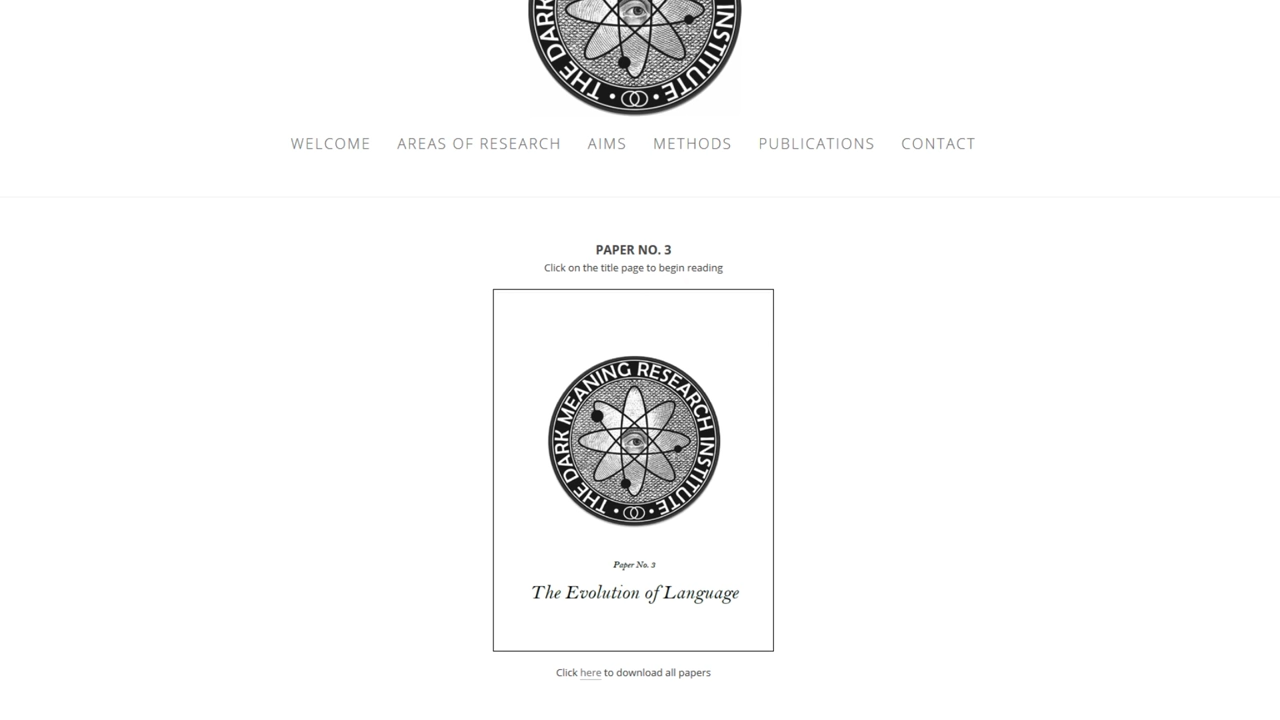 THE DARK INSTITUTE
WELCOME AREAS OF RESEARCH AIMS METHODS PUBLICATIONS CONTACT
PAPER NO. 3
Click on the title page to begin reading
THE DARK MEANING RESEARCH INSTITUTE
Paper No. 3
The Evolution of Language
Click here to download all papers